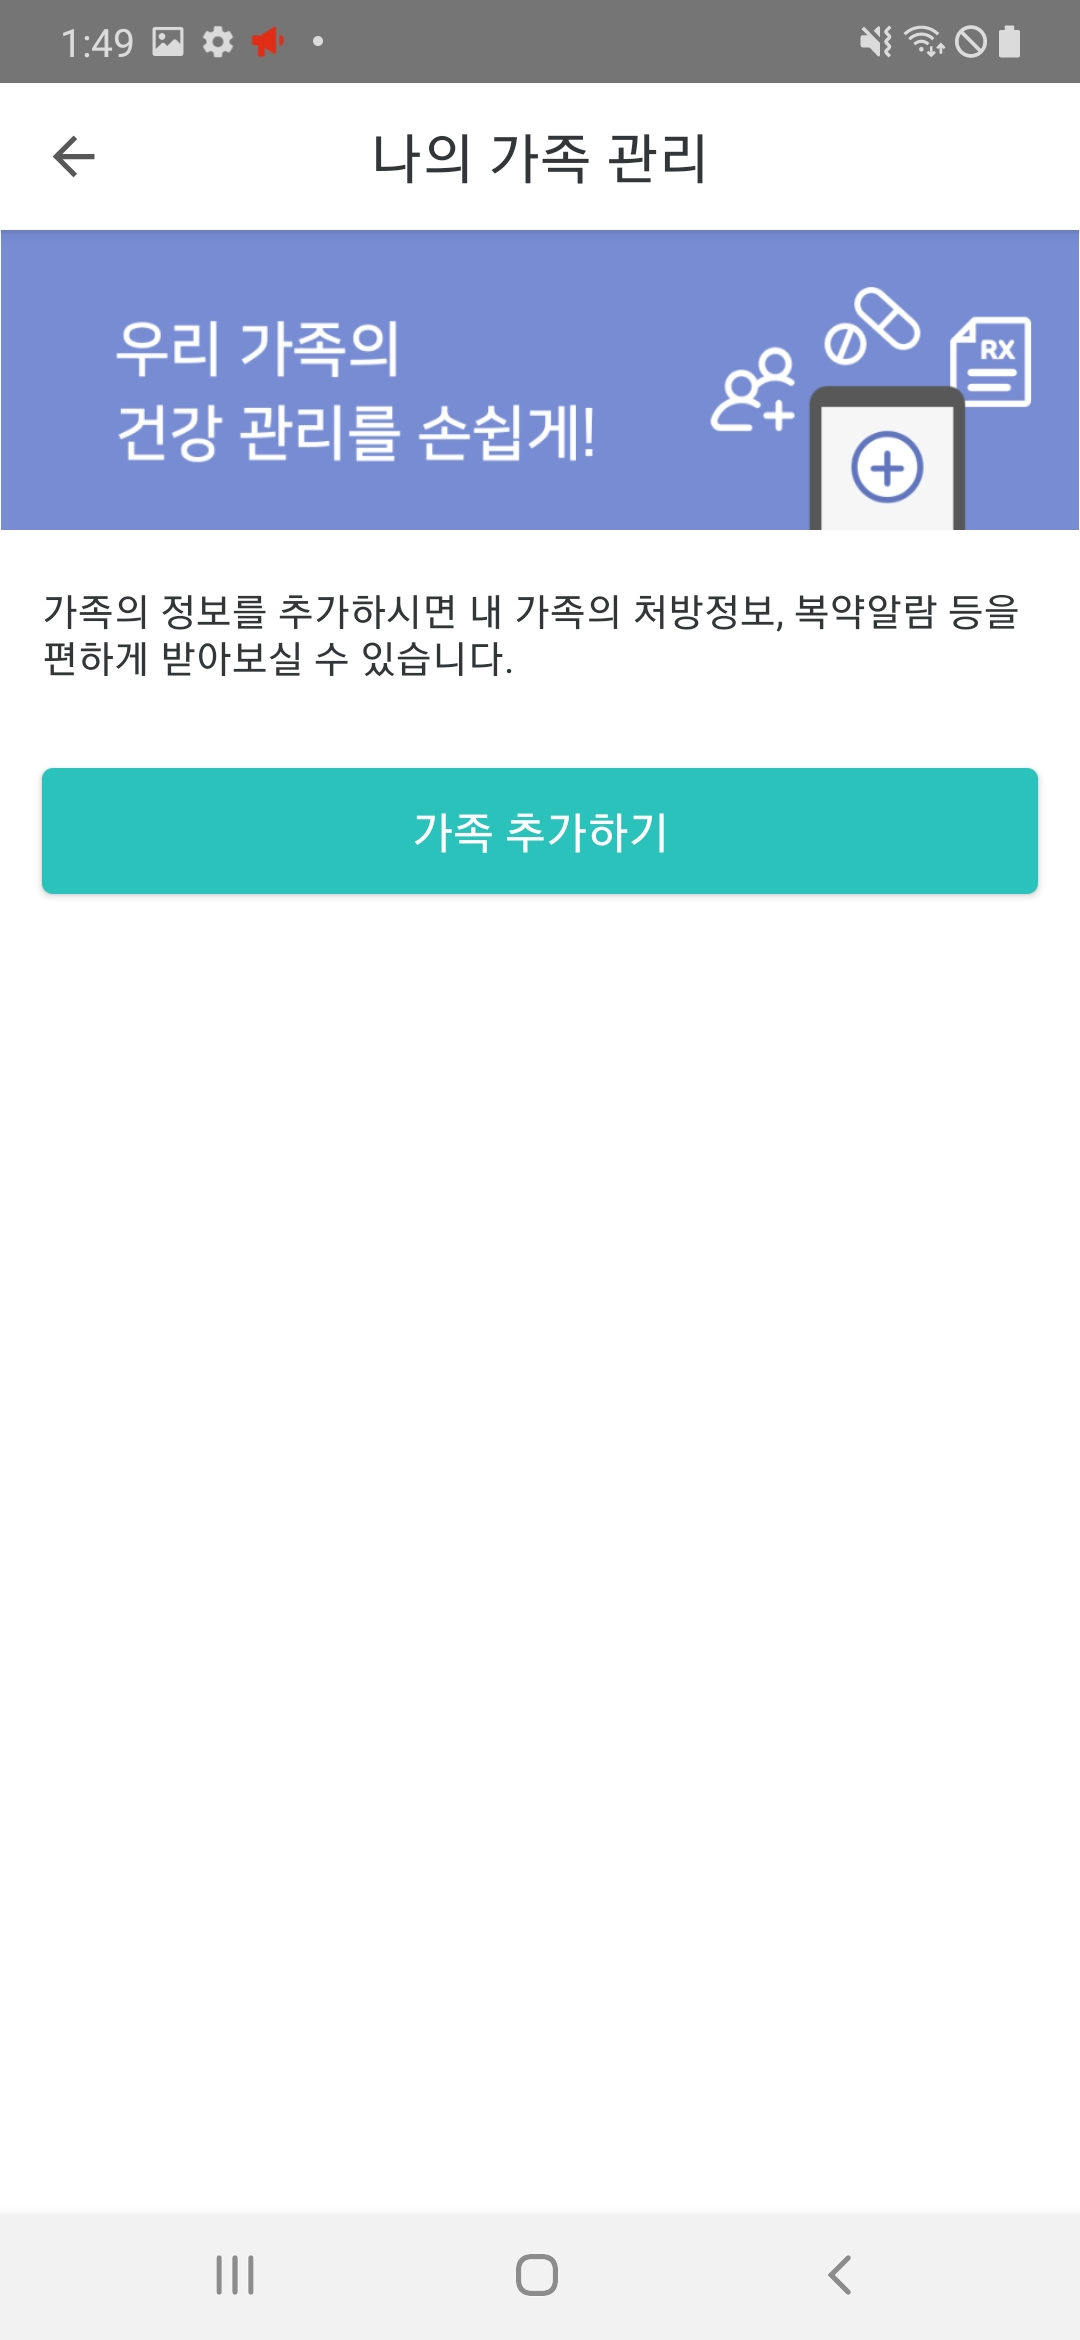 1:49
나의 가족 관리
우리 가족의
건강 관리를 손쉽게!
RX
가족의 정보를 추가하시면 내 가족의 처방정보, 복약알람 등을
편하게 받아보실 수 있습니다.
가족 추가하기